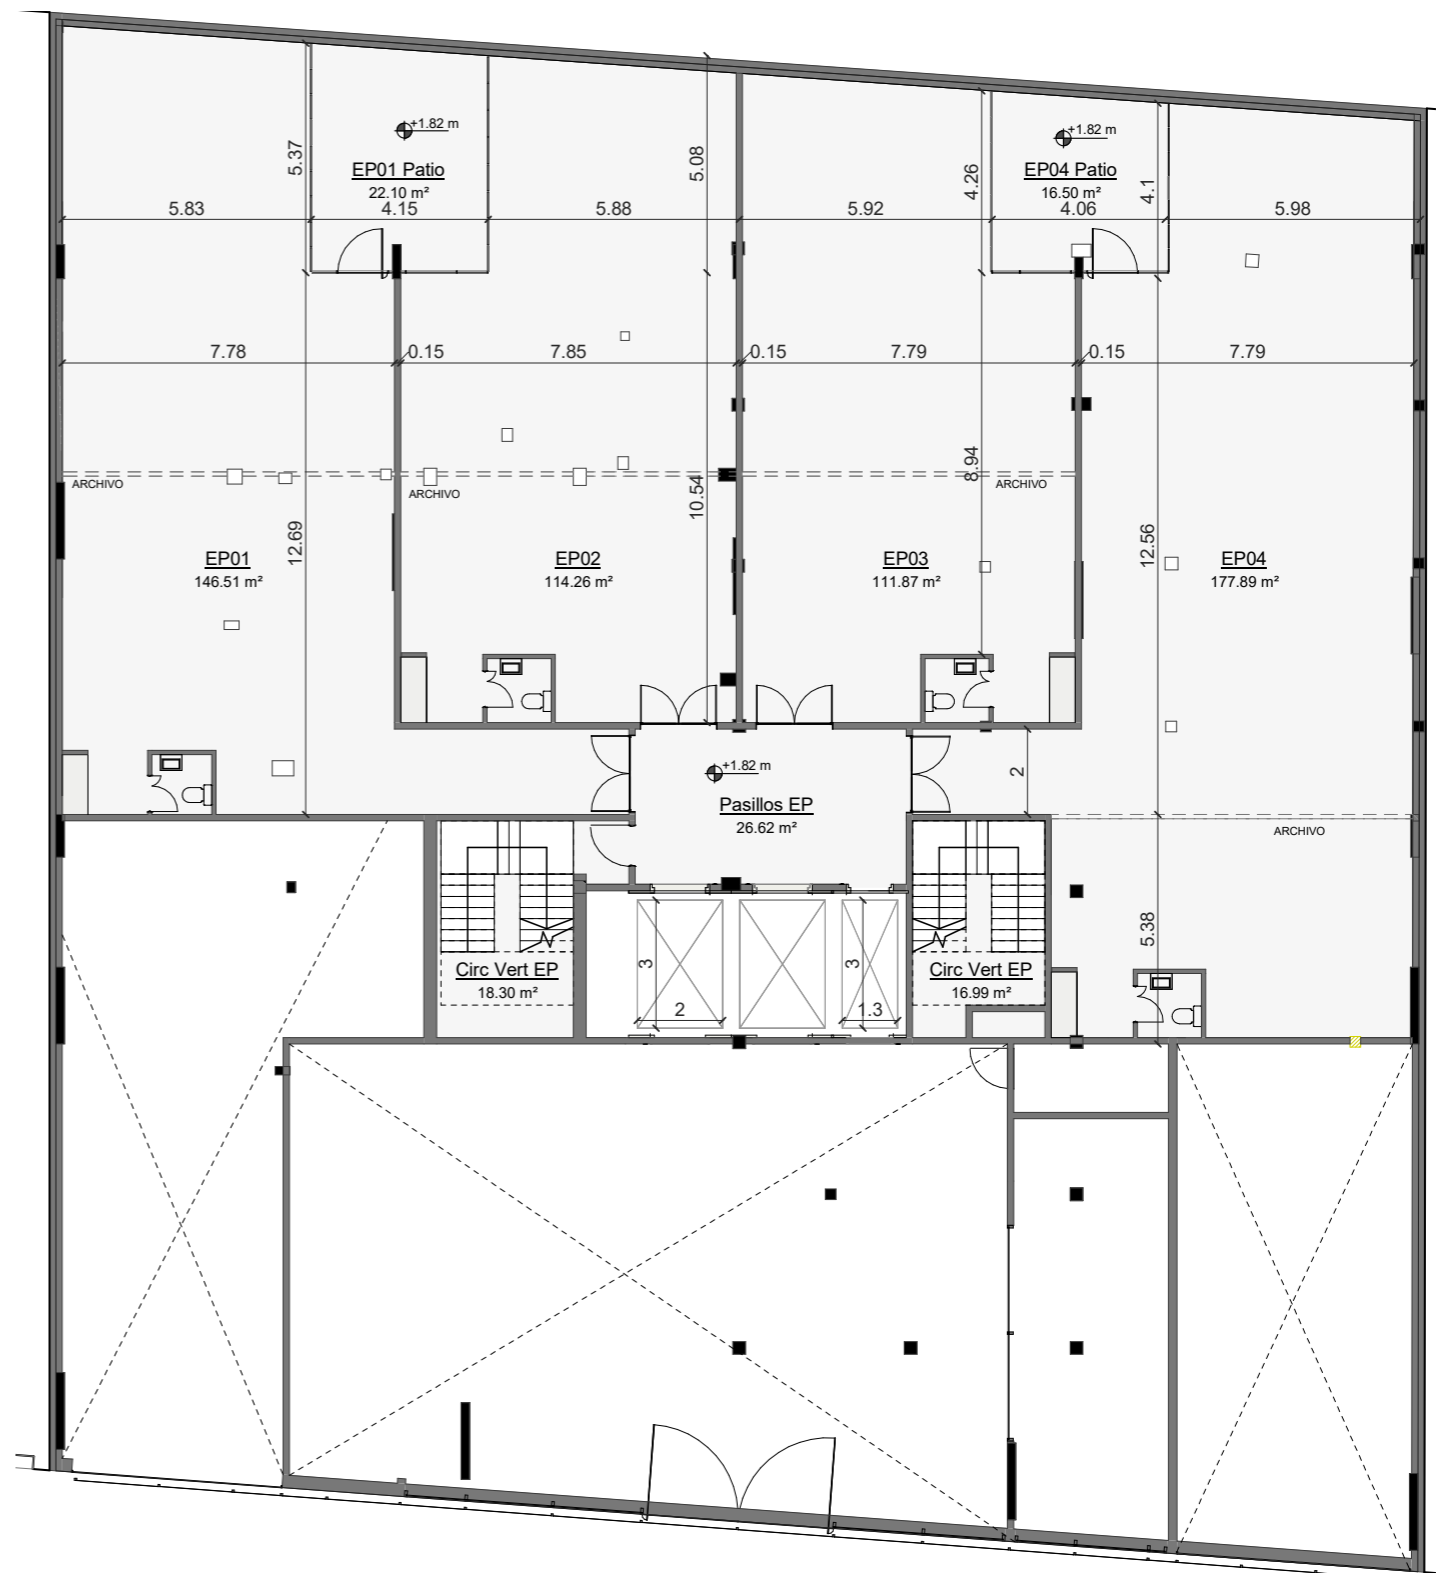 +1.82 m
+1.82 m
5.37
EP01 Patio
22.10 m²
5.08
4.26
EP04 Patio
16.50 m²
4.1
5.83
4.15
5.88
5.92
4.06
5.98
7.78
0.15
7.85
0.15
7.79
0.15
7.79
ARCHIVO
ARCHIVO
ARCHIVO
8.94
10.54
12.69
12.56
EP01
146.51 m²
EP02
114.26 m²
EP03
111.87 m²
EP04
177.89 m²
+1.82 m
2
Pasillos EP
26.62 m²
ARCHIVO
5.38
Circ Vert EP
18.30 m²
3
3
Circ Vert EP
16.99 m²
2
1.3